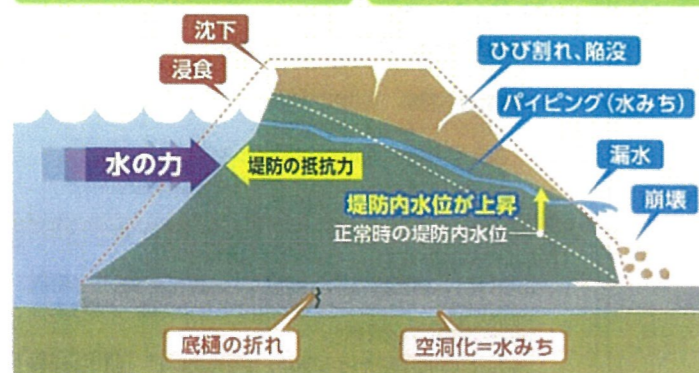 沈下
浸食
ひび割れ、陥没
パイピング(水みち)
漏水
崩壊
水の力
堤防の抵抗力
堤防内水位が上昇
正常時の堤防内水位
底樋の折れ
空洞化=水みち